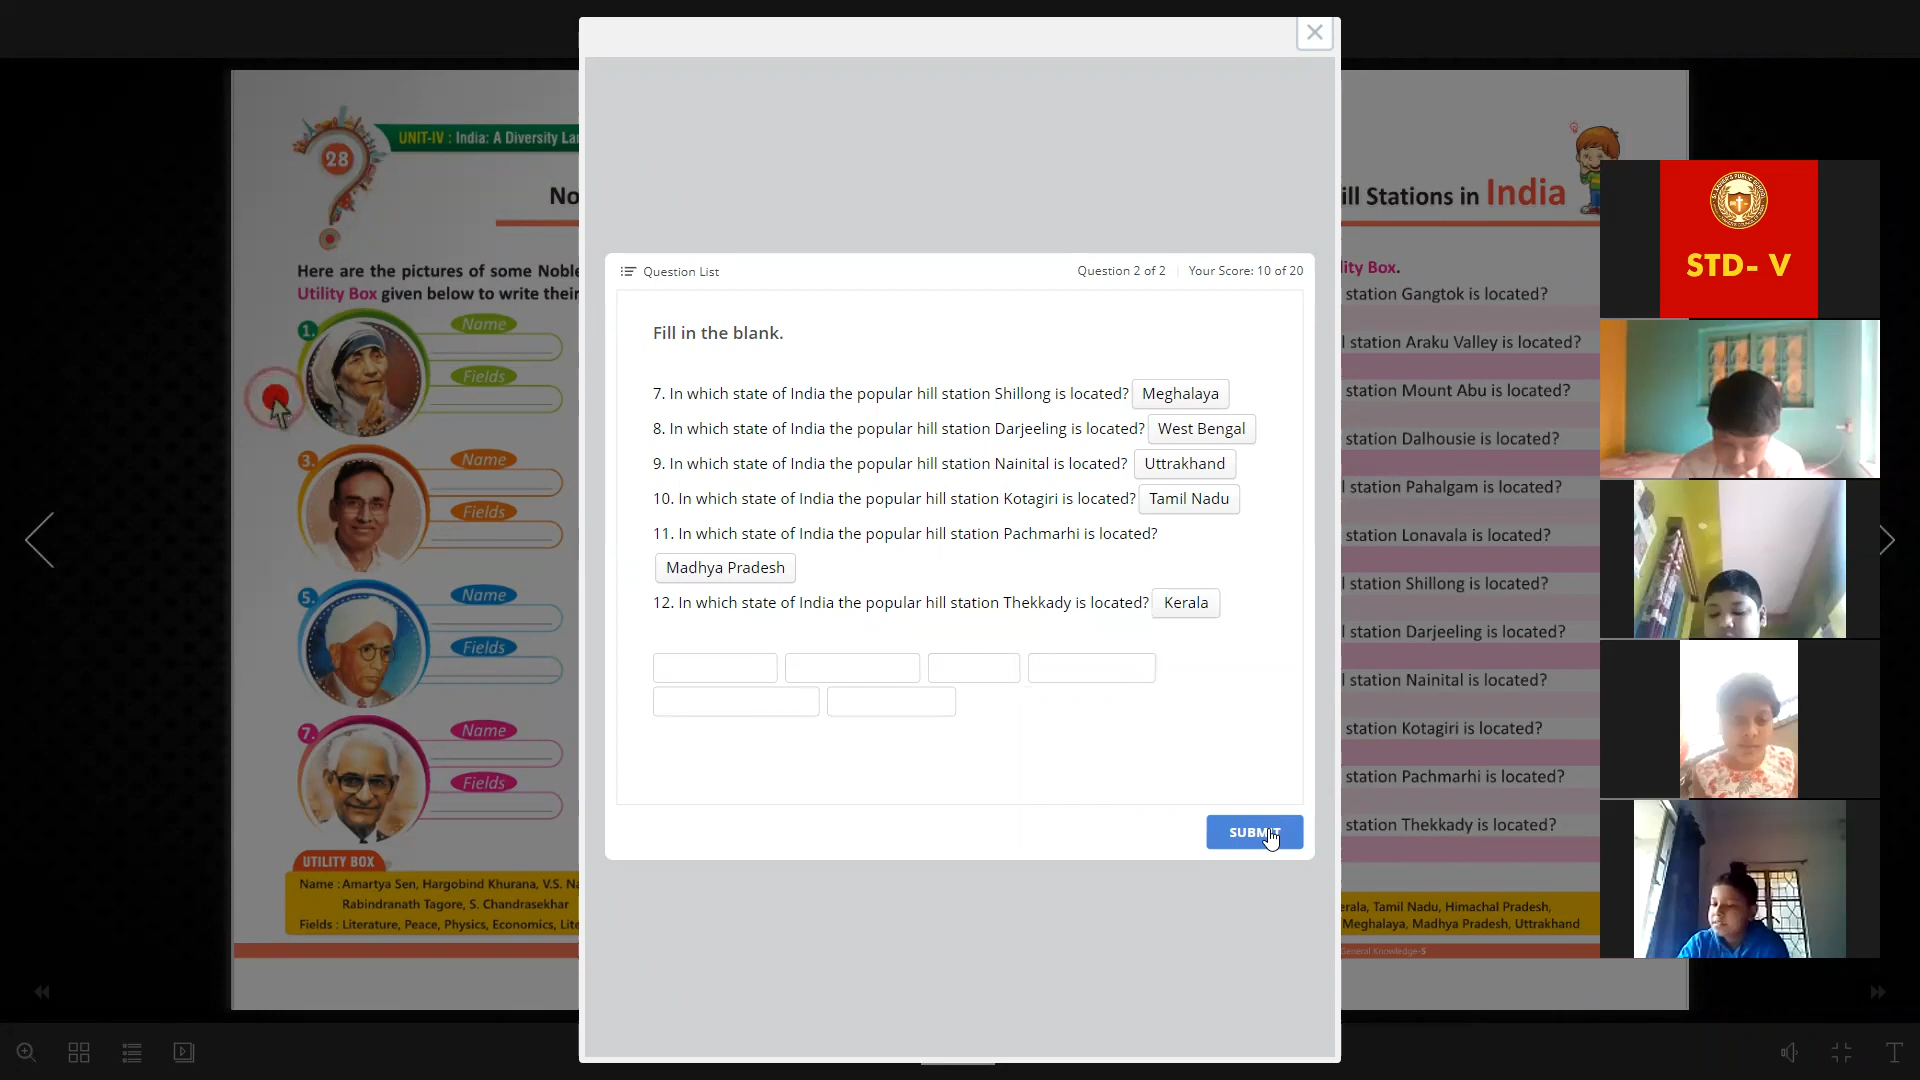 28
UNIT-IV : India: A Diversity La
No
Here are the pictures of some Noble
Utility Box given below to write their
1.
Name
Fields
3.
Name
Fields
5.
Name
Fields
7.
Name
Fields
UTILITY BOX
Name : Amartya Sen, Hargobind Khurana, V.S. Na
Rabindranath Tagore, S. Chandrasekhar
Fields : Literature, Peace, Physics, Economics, Lite
Question List
Question 2 of 2
Your Score: 10 of 20
Fill in the blank.
7. In which state of India the popular hill station Shillong is located? Meghalaya
8. In which state of India the popular hill station Darjeeling is located? West Bengal
9. In which state of India the popular hill station Nainital is located? Uttrakhand
10. In which state of India the popular hill station Kotagiri is located? Tamil Nadu
11. In which state of India the popular hill station Pachmarhi is located?
Madhya Pradesh
12. In which state of India the popular hill station Thekkady is located? Kerala
SUBMIT
ill Stations in India
ility Box.
station Gangtok is located?
l station Araku Valley is located?
station Mount Abu is located?
station Dalhousie is located?
station Pahalgam is located?
station Lonavala is located?
l station Shillong is located?
l station Darjeeling is located?
l station Nainital is located?
station Kotagiri is located?
station Pachmarhi is located?
station Thekkady is located?
erala, Tamil Nadu, Himachal Pradesh,
Meghalaya, Madhya Pradesh, Uttrakhand
General Knowledge-5
STD- V